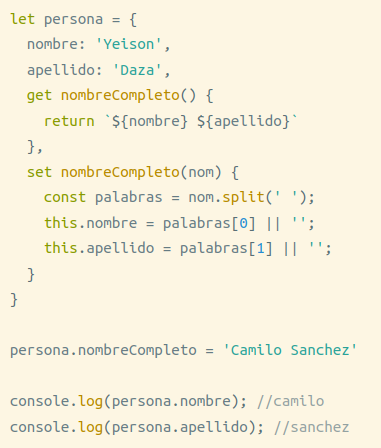 let persona = {
  nombre: 'Yeison',
  apellido: 'Daza',
  get nombreCompleto() {
    return `${nombre} ${apellido}`
  },
  set nombreCompleto(nom) {
    const palabras = nom.split(' ');
    this.nombre = palabras[0] || '';
    this.apellido = palabras[1] || '';
  }
}

persona.nombreCompleto = 'Camilo Sanchez'

console.log(persona.nombre); //camilo
console.log(persona.apellido); //sanchez